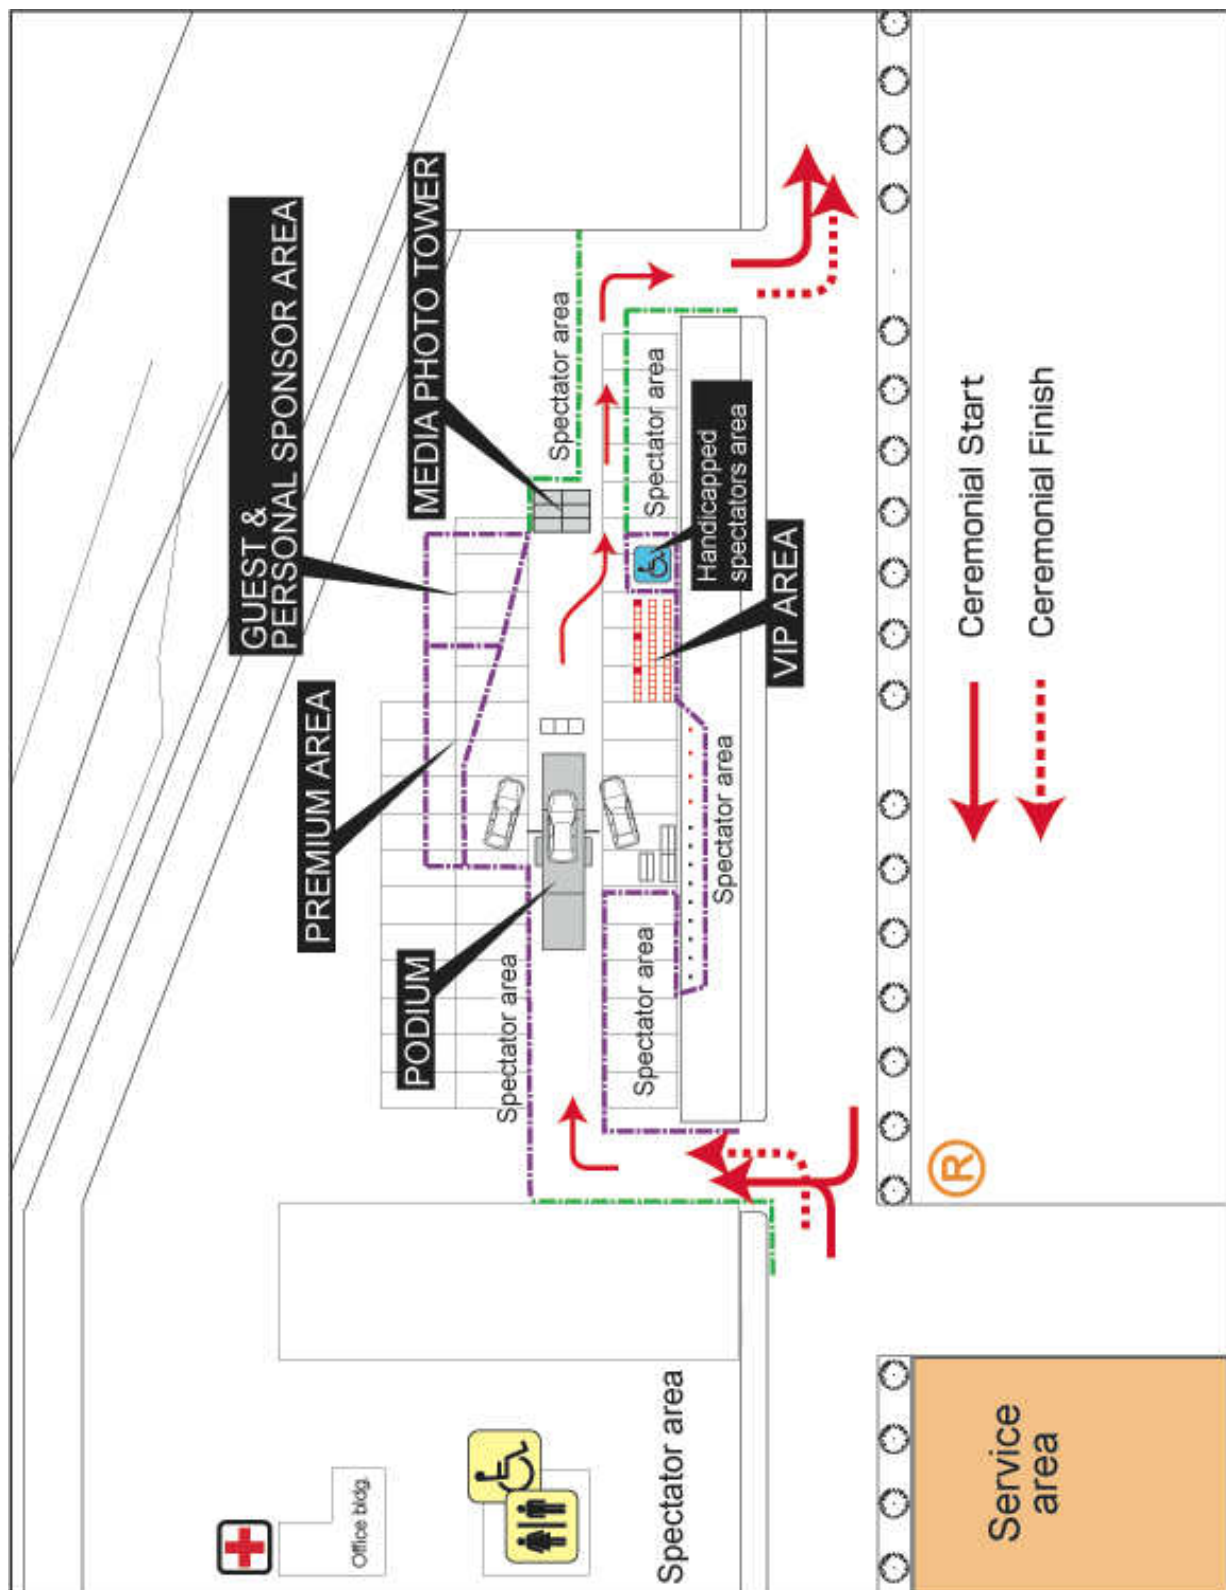 GUEST &
PERSONAL SPONSOR AREA
MEDIA PHOTO TOWER
PREMIUM AREA
PODIUM
Spectator area
Spectator area
Spectator area
Spectator area
Spectator area
Handicapped
spectators area
VIP AREA
Office bldg.
Spectator area
R
Ceremonial Start
Ceremonial Finish
Service
area